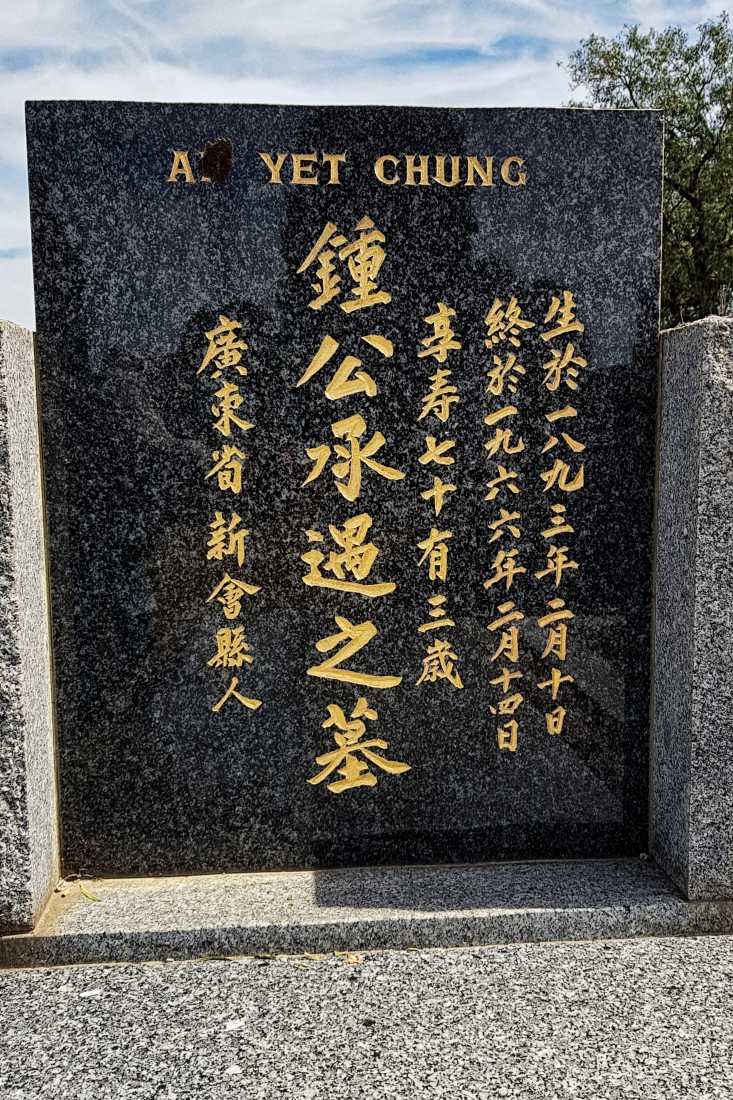 YET CHUNG
生於一八九三年二月十日
終於一九六六年二月十四日
享寿七十有三歲
鍾公承遇之墓
廣東省新會縣人